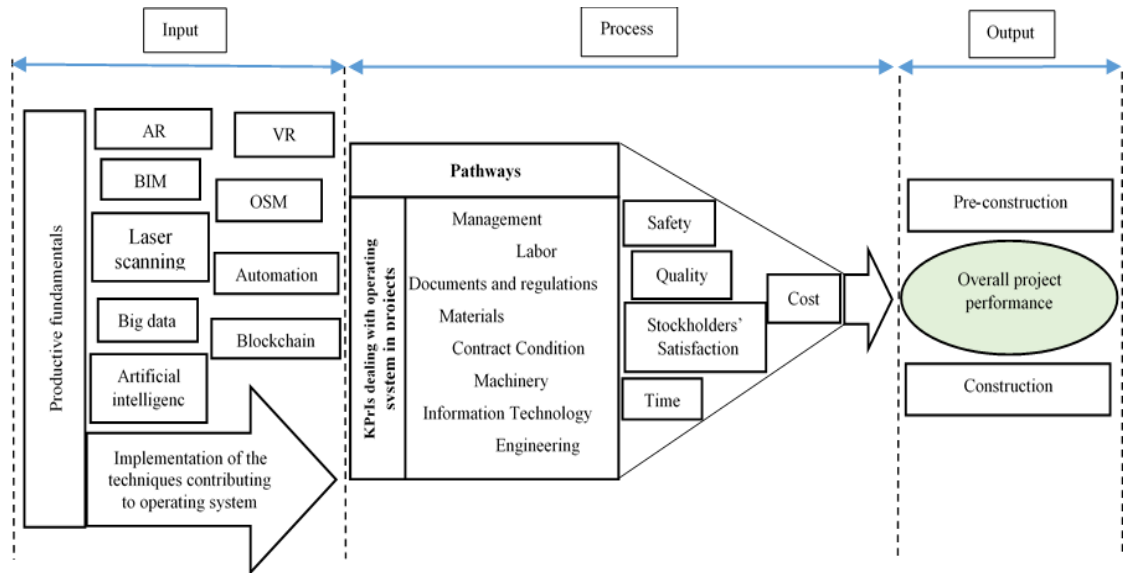 Input
Process
Output
Productive fundamentals
AR
VR
BIM
OSM
Laser
scanning
Automation
Big data
Blockchain
Artificial
intelligenc
Implementation of the
techniques contributing
to operating system
Pathways
KPrIs dealing with operating
system in projects
Management
Labor
Documents and regulations
Materials
Contract Condition
Machinery
Information Technology
Engineering
Safety
Quality
Stockholders’
Satisfaction
Time
Cost
Pre-construction
Overall project
performance
Construction